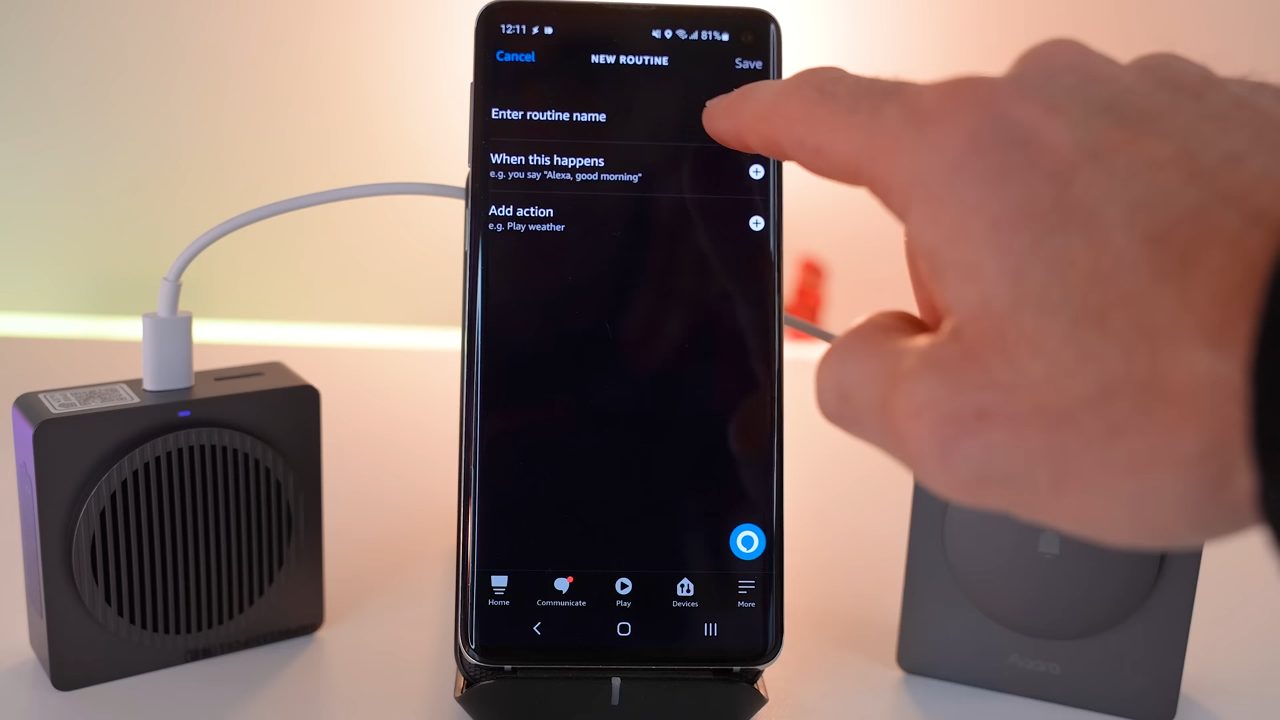 12:11 81%
Cancel NEW ROUTINE Save
Enter routine name
When this happens
e.g. you say "Alexa, good morning"
Add action
e.g. Play weather
Home Communicate Play Devices More
Aqara